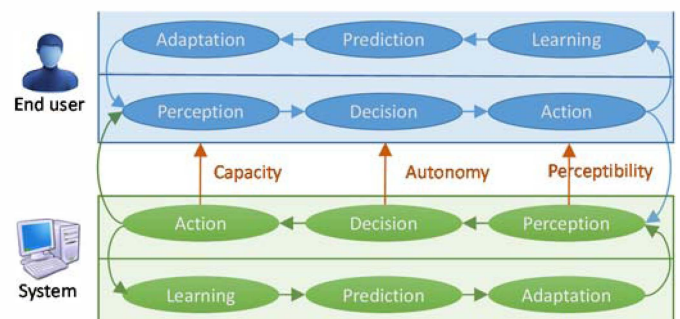 Adaptation Prediction Learning
End user
Perception Decision Action
Capacity Autonomy Perceptibility
Action Decision Perception
System
Learning Prediction Adaptation